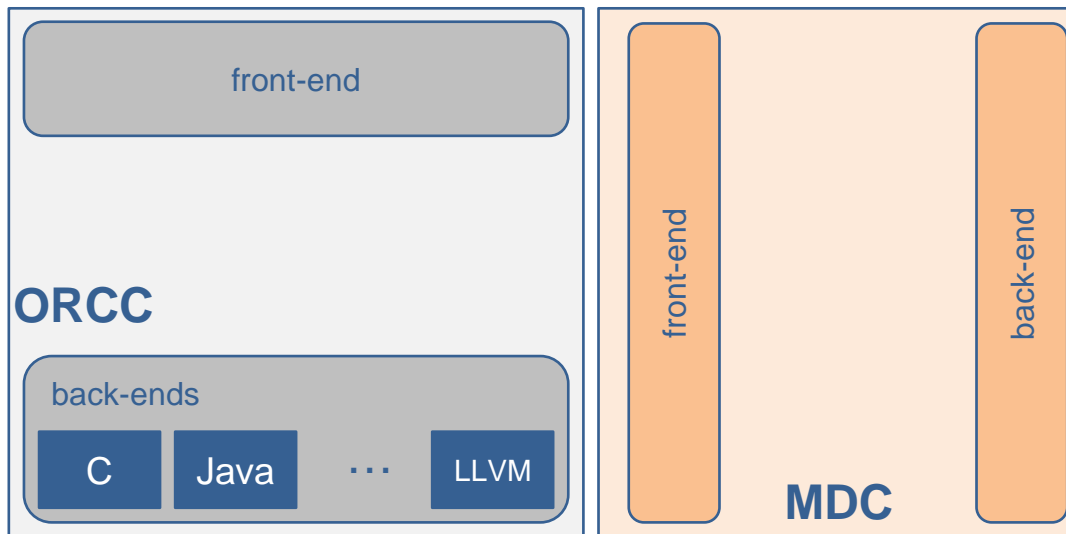 front-end
ORCC
back-ends
C
Java
...
LLVM
front-end
back-end
MDC